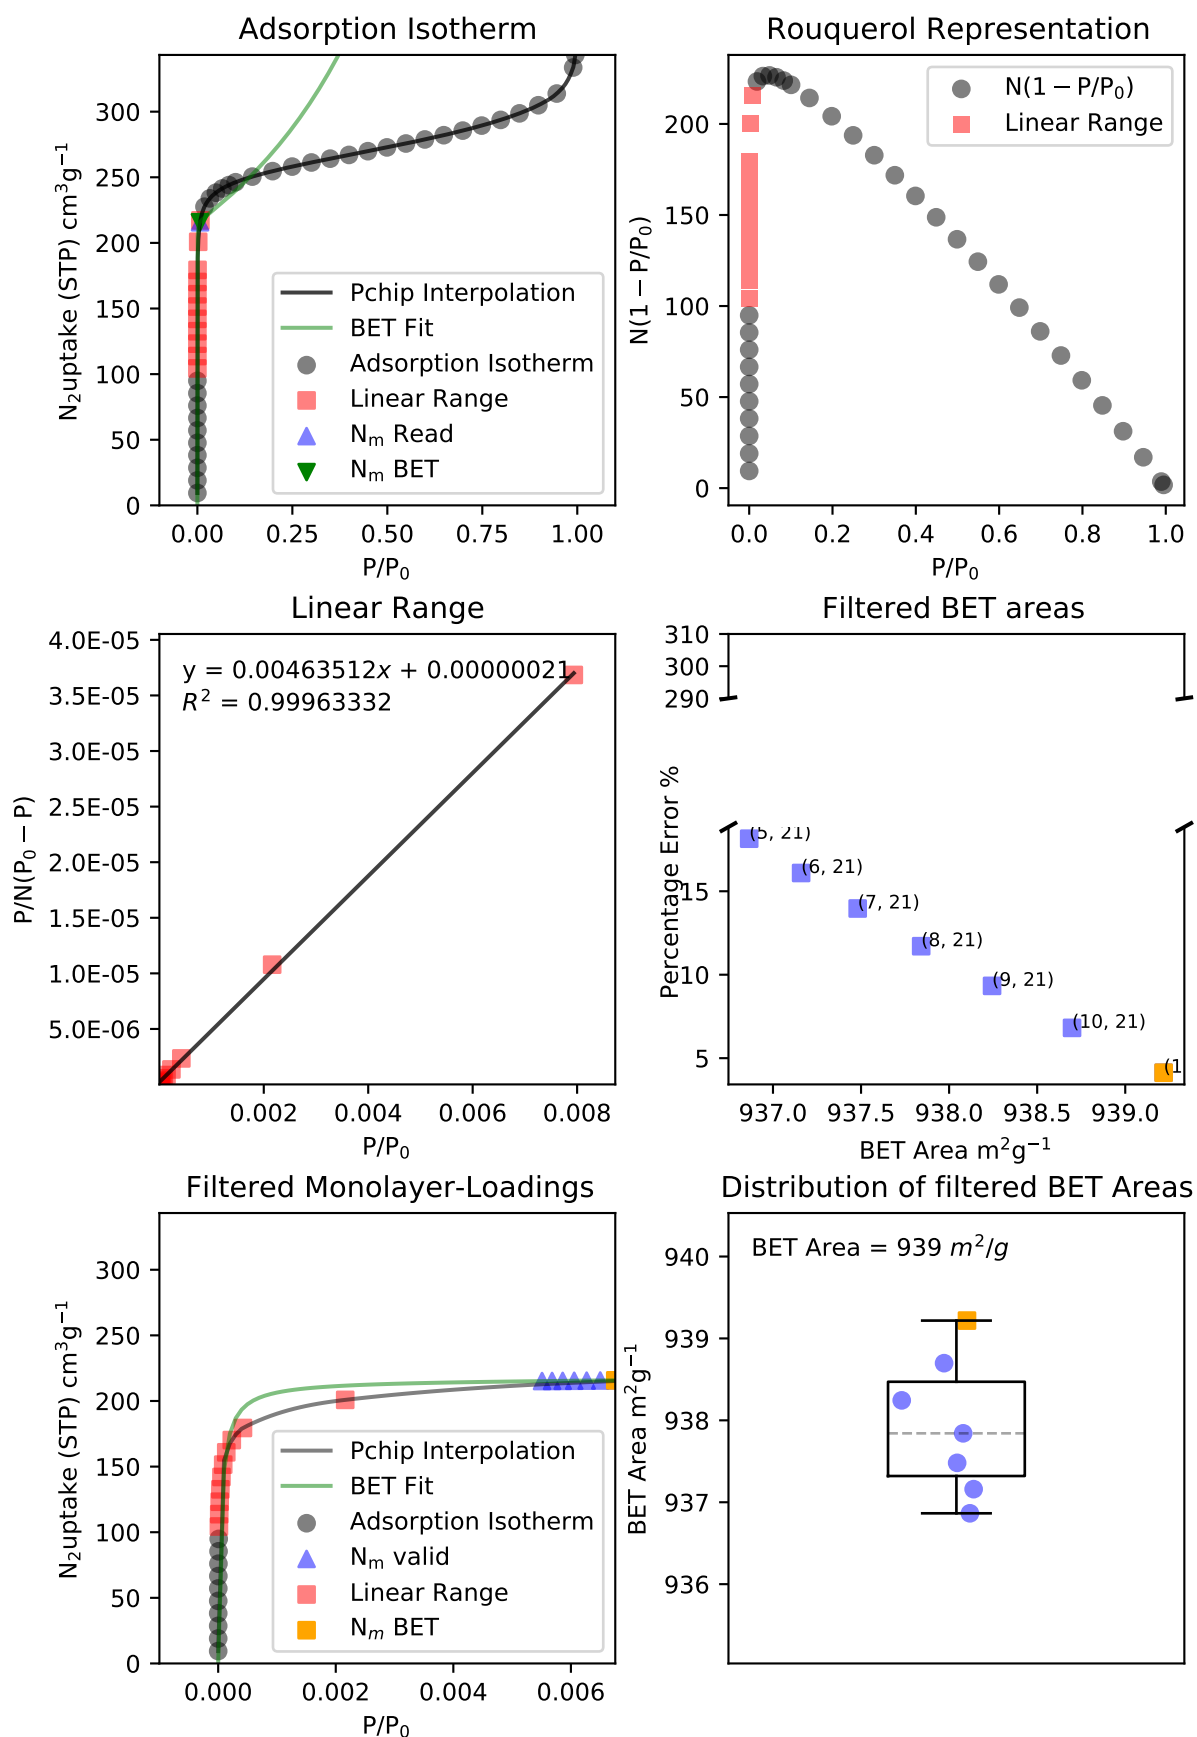 Adsorption Isotherm
N₂uptake (STP) cm³g⁻¹
300
250
200
150
100
50
0
0.00 0.25 0.50 0.75 1.00
P/P₀
Pchip Interpolation
BET Fit
Adsorption Isotherm
Linear Range
Nₘ Read
Nₘ BET
Rouquerol Representation
N(1 − P/P₀)
200
150
100
50
0
0.0 0.2 0.4 0.6 0.8 1.0
P/P₀
N(1 − P/P₀)
Linear Range
Linear Range
P/N(P₀ − P)
4.0E-05
3.5E-05
3.0E-05
2.5E-05
2.0E-05
1.5E-05
1.0E-05
5.0E-06
0.002 0.004 0.006 0.008
P/P₀
y = 0.00463512x + 0.00000021
R² = 0.99963332
Filtered BET areas
Percentage Error %
310
300
290
15
10
5
(5, 21)
(6, 21)
(7, 21)
(8, 21)
(9, 21)
(10, 21)
(1
937.0 937.5 938.0 938.5 939.0
BET Area m²g⁻¹
Filtered Monolayer-Loadings
N₂uptake (STP) cm³g⁻¹
300
250
200
150
100
50
0
0.000 0.002 0.004 0.006
P/P₀
Pchip Interpolation
BET Fit
Adsorption Isotherm
Nₘ valid
Linear Range
Nₘ BET
Distribution of filtered BET Areas
BET Area m²g⁻¹
940
939
938
937
936
BET Area = 939 m²/g